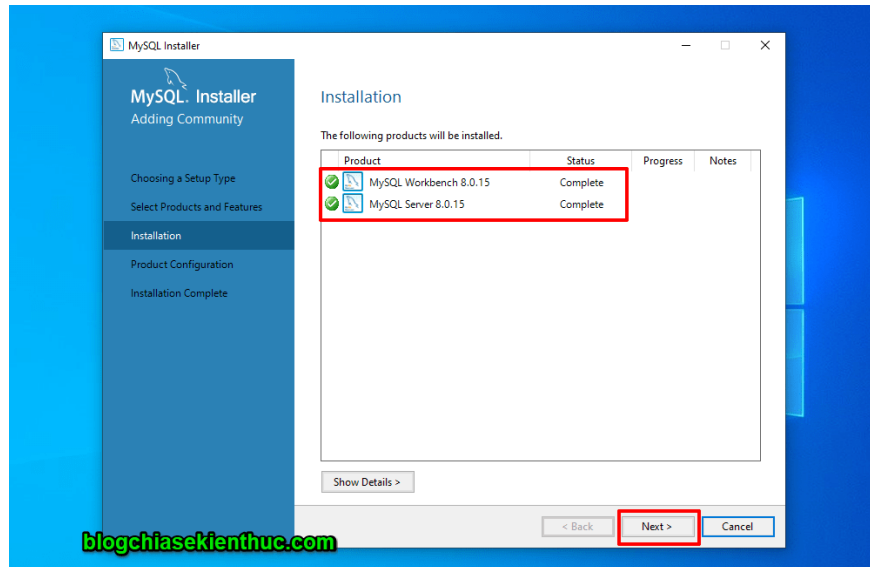 MySQL Installer
MySQL. Installer
Adding Community
Choosing a Setup Type
Select Products and Features
Installation
Product Configuration
Installation Complete
Installation
The following products will be installed.
Product Status Progress Notes
MySQL Workbench 8.0.15 Complete
MySQL Server 8.0.15 Complete
Show Details >
< Back Next > Cancel
blogchiasekienthuc.com